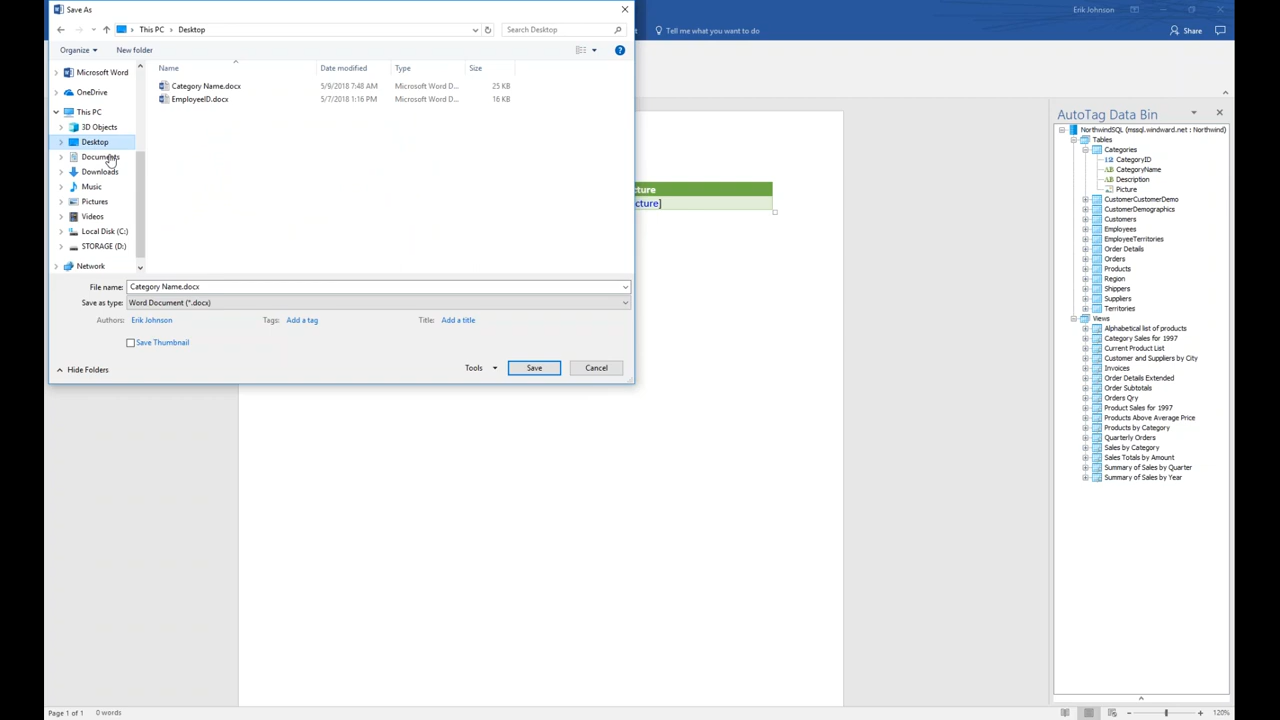 Save As
Erik Johnson
This PC
Desktop
Search Desktop
Tell me what you want to do
Share
Organize
New folder
Name
Date modified
Type
Size
Microsoft Word
OneDrive
This PC
3D Objects
Desktop
Documents
Downloads
Music
Pictures
Videos
Local Disk (C:)
STORAGE (D:)
Network
Category Name.docx 5/9/2018 7:48 AM Microsoft Word D... 25 KB
EmployeeID.docx 5/7/2018 1:16 PM Microsoft Word D... 16 KB
File name: Category Name.docx
Save as type: Word Document (*.docx)
Authors: Erik Johnson Tags: Add a tag Title: Add a title
Save Thumbnail
Hide Folders
Tools
Save
Cancel
cture
cture]
AutoTag Data Bin
NorthwindSQL (mssql.windward.net : Northwind)
Tables
Categories
CategoryID
CategoryName
Description
Picture
CustomerCustomerDemo
CustomerDemographics
Customers
Employees
EmployeeTerritories
Order Details
Orders
Products
Region
Shippers
Suppliers
Territories
Views
Alphabetical list of products
Category Sales for 1997
Current Product List
Customer and Suppliers by City
Invoices
Order Details Extended
Order Subtotals
Orders Qry
Product Sales for 1997
Products Above Average Price
Products by Category
Quarterly Orders
Sales by Category
Sales Totals by Amount
Summary of Sales by Quarter
Summary of Sales by Year
Page 1 of 1 0 words
120%